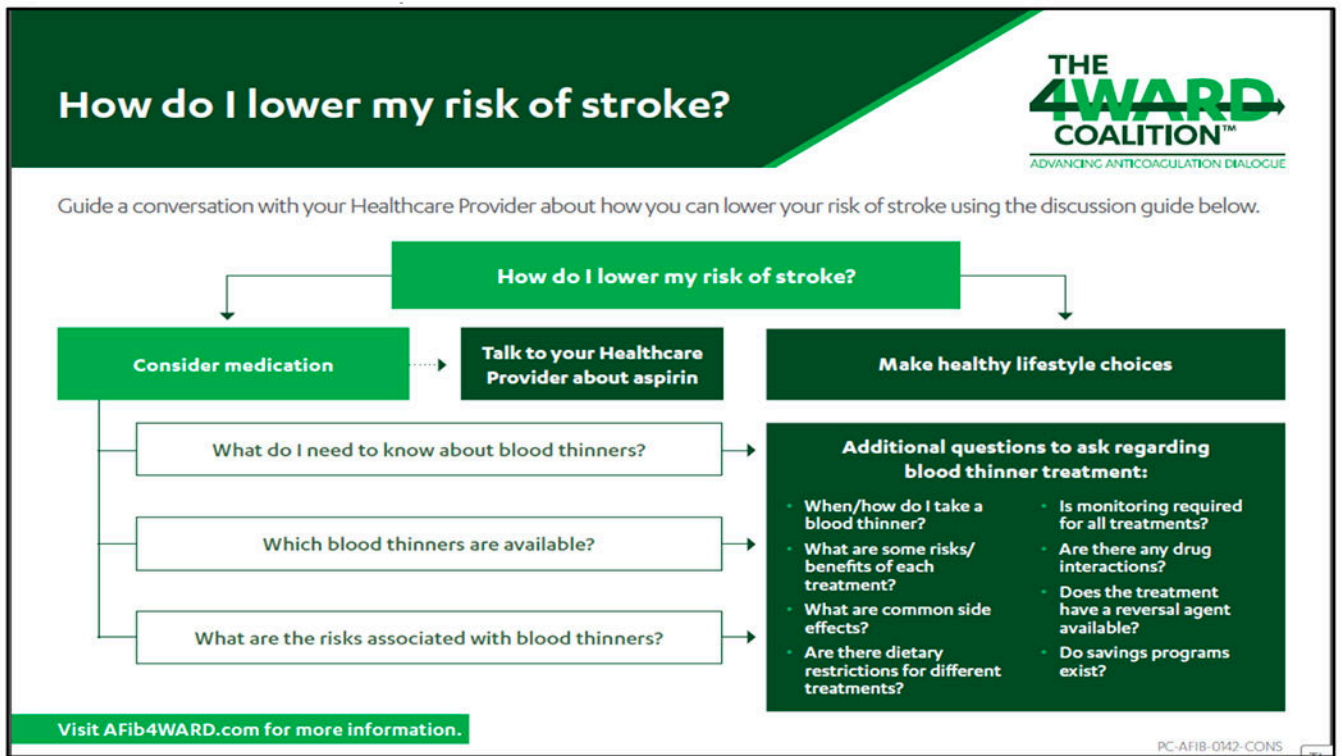 How do I lower my risk of stroke?
THE
4WARD
COALITION™
ADVANCING ANTICOAGULATION DIALOGUE
Guide a conversation with your Healthcare Provider about how you can lower your risk of stroke using the discussion guide below.
How do I lower my risk of stroke?
Consider medication
Talk to your Healthcare
Provider about aspirin
Make healthy lifestyle choices
What do I need to know about blood thinners?
Which blood thinners are available?
What are the risks associated with blood thinners?
Additional questions to ask regarding
blood thinner treatment:
• When/how do I take a
blood thinner?
• What are some risks/
benefits of each
treatment?
• What are common side
effects?
• Are there dietary
restrictions for different
treatments?
• Is monitoring required
for all treatments?
• Are there any drug
interactions?
• Does the treatment
have a reversal agent
available?
• Do savings programs
exist?
Visit AFib4WARD.com for more information.
PC-AFIB-0142-CONS